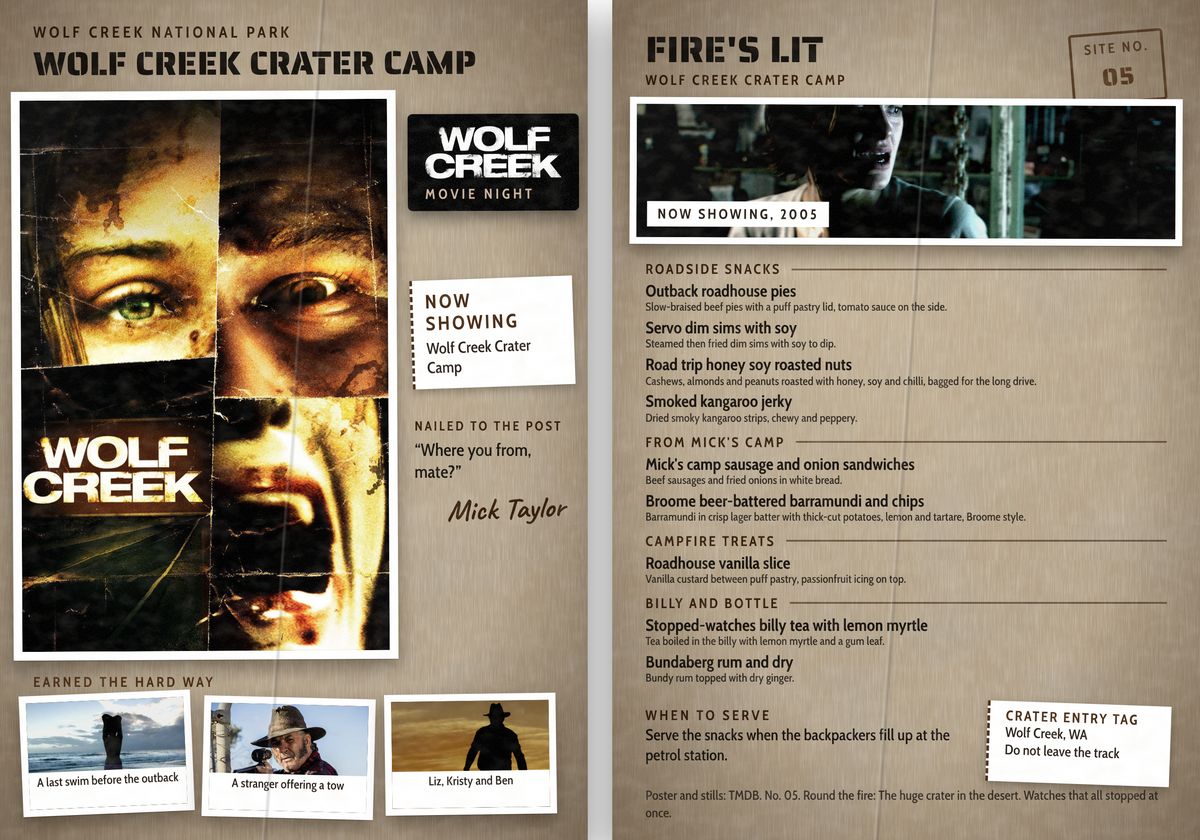 WOLF CREEK NATIONAL PARK
WOLF CREEK CRATER CAMP
WOLF
CREEK
MOVIE NIGHT
NOW
SHOWING
Wolf Creek Crater
Camp
WOLF
CREEK
NAILED TO THE POST
“Where you from,
mate?”
Mick Taylor
EARNED THE HARD WAY
A last swim before the outback
A stranger offering a tow
Liz, Kristy and Ben
FIRE'S LIT
WOLF CREEK CRATER CAMP
SITE NO.
05
NOW SHOWING, 2005
ROADSIDE SNACKS
Outback roadhouse pies
Slow-braised beef pies with a puff pastry lid, tomato sauce on the side.
Servo dim sims with soy
Steamed then fried dim sims with soy to dip.
Road trip honey soy roasted nuts
Cashews, almonds and peanuts roasted with honey, soy and chilli, bagged for the long drive.
Smoked kangaroo jerky
Dried smoky kangaroo strips, chewy and peppery.
FROM MICK'S CAMP
Mick's camp sausage and onion sandwiches
Beef sausages and fried onions in white bread.
Broome beer-battered barramundi and chips
Barramundi in crisp lager batter with thick-cut potatoes, lemon and tartare, Broome style.
CAMPFIRE TREATS
Roadhouse vanilla slice
Vanilla custard between puff pastry, passionfruit icing on top.
BILLY AND BOTTLE
Stopped-watches billy tea with lemon myrtle
Tea boiled in the billy with lemon myrtle and a gum leaf.
Bundaberg rum and dry
Bundy rum topped with dry ginger.
WHEN TO SERVE
Serve the snacks when the backpackers fill up at the
petrol station.
CRATER ENTRY TAG
Wolf Creek, WA
Do not leave the track
Poster and stills: TMDB. No. 05. Round the fire: The huge crater in the desert. Watches that all stopped at
once.